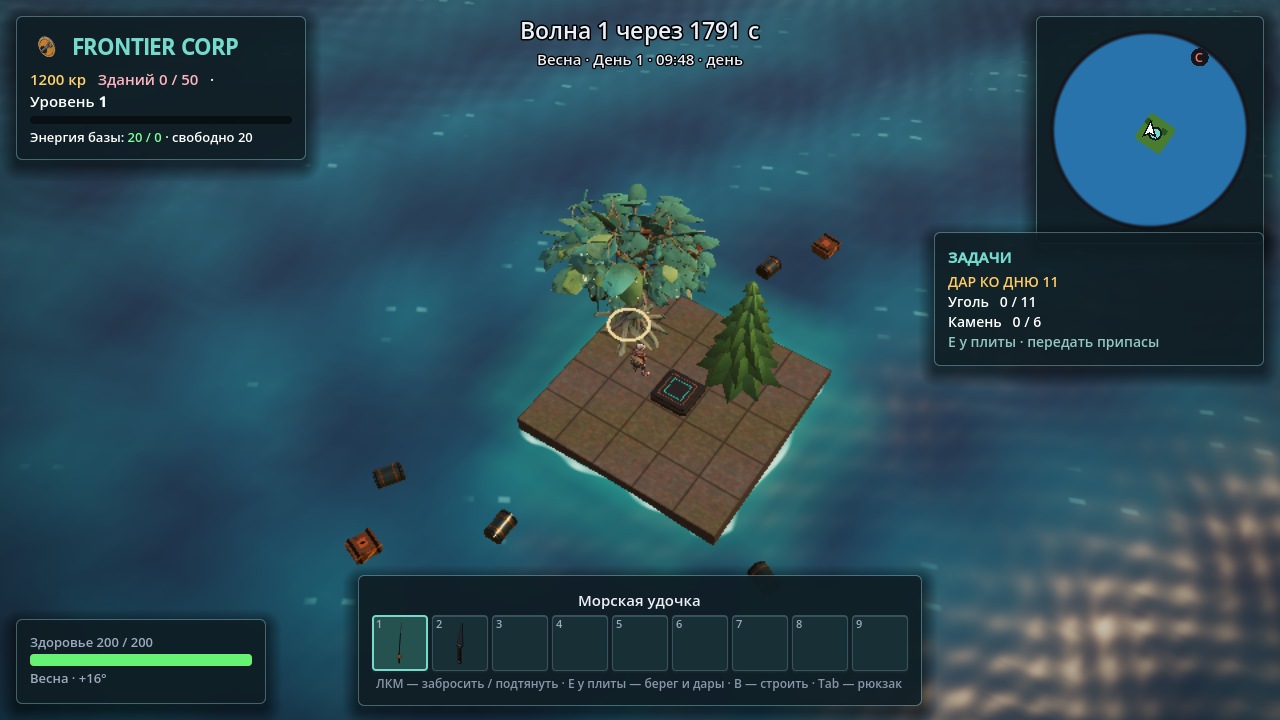 FRONTIER CORP
1200 кр Зданий 0 / 50 ·
Уровень 1
Энергия базы: 20 / 0 · свободно 20
Волна 1 через 1791 с
Весна · День 1 · 09:48 · день
С
ЗАДАЧИ
ДАР КО ДНЮ 11
Уголь 0 / 11
Камень 0 / 6
Е у плиты · передать припасы
Здоровье 200 / 200
Весна · +16°
Морская удочка
1 2 3 4 5 6 7 8 9
ЛКМ — забросить / подтянуть · Е у плиты — берег и дары · В — строить · Tab — рюкзак